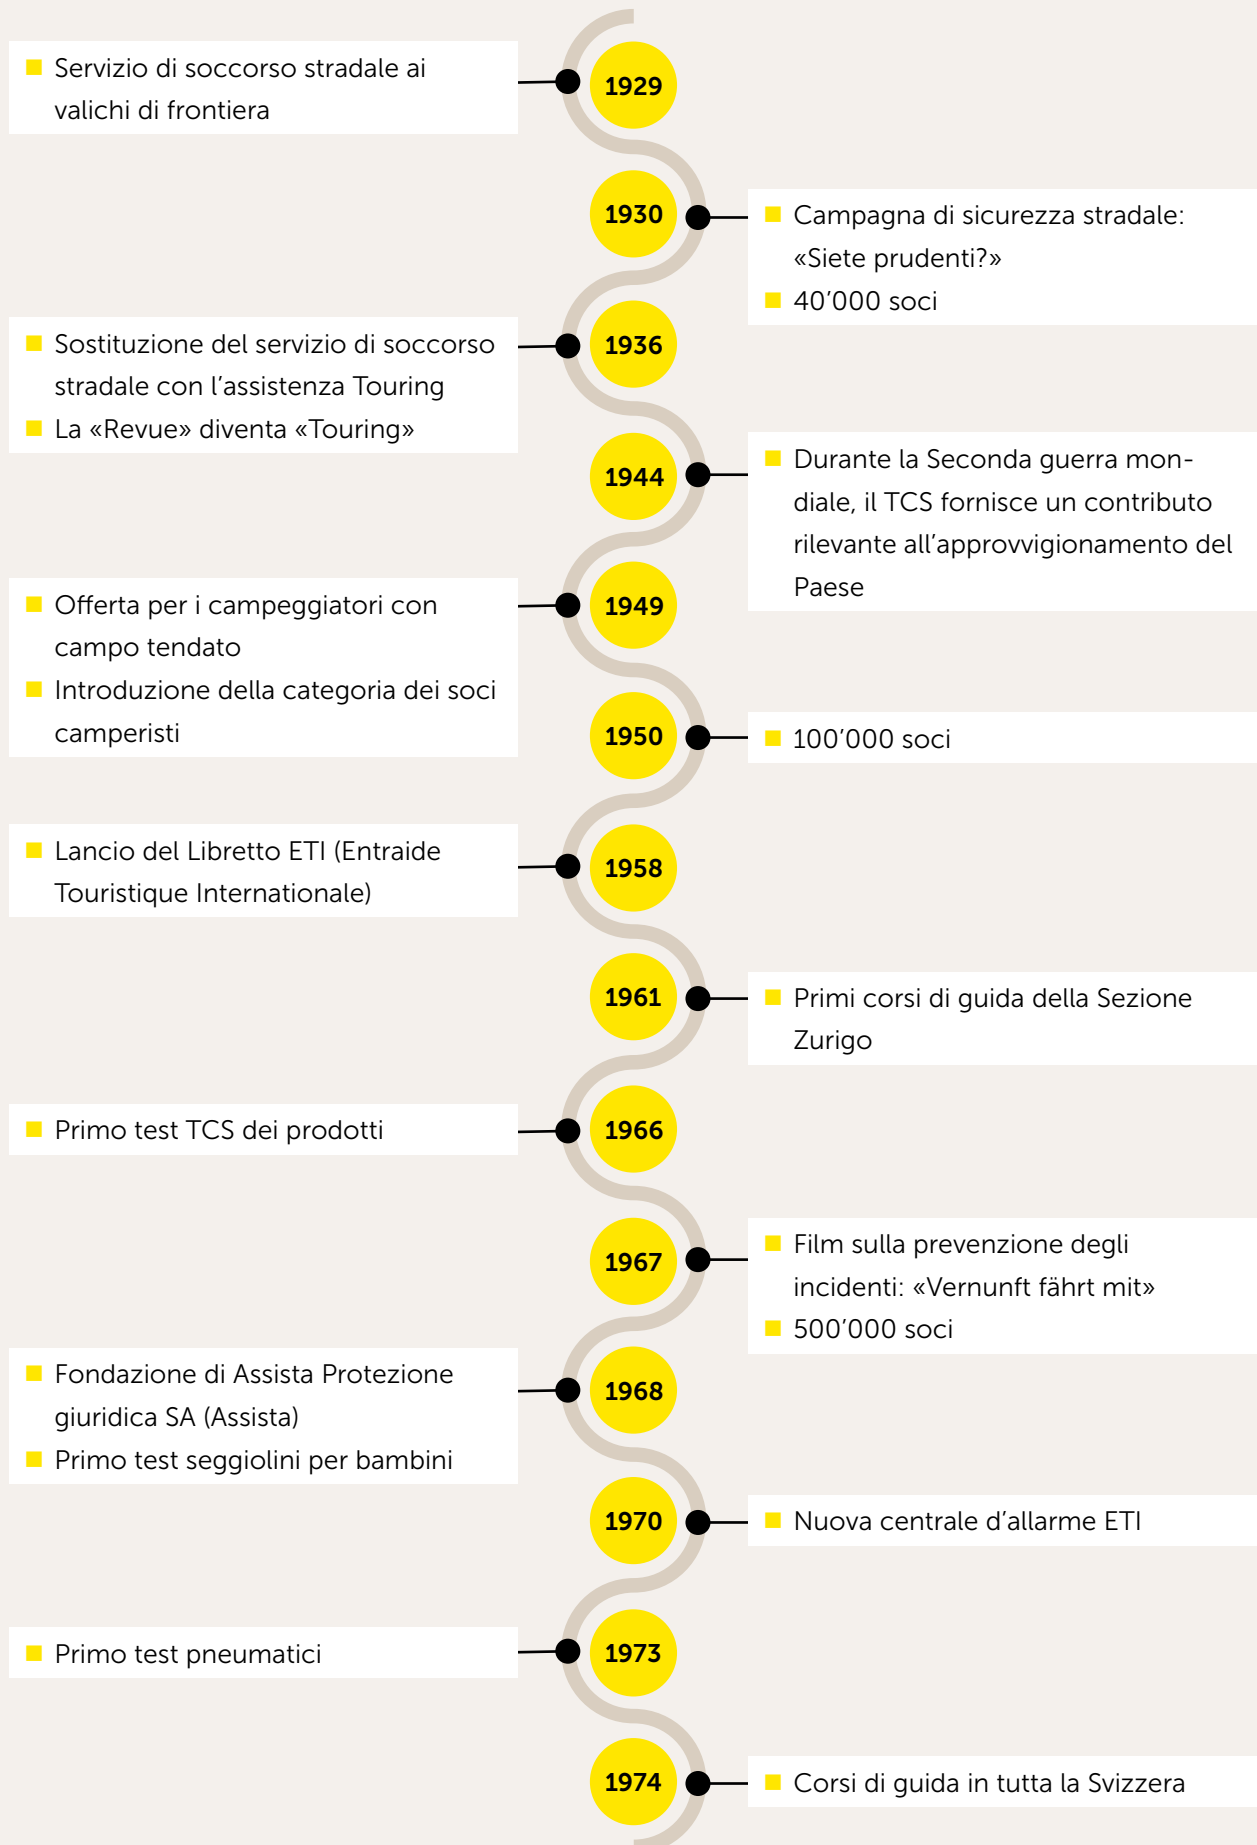 1929
■ Servizio di soccorso stradale ai
valichi di frontiera
1930
■ Campagna di sicurezza stradale:
«Siete prudenti?»
■ 40’000 soci
1936
■ Sostituzione del servizio di soccorso
stradale con l’assistenza Touring
■ La «Revue» diventa «Touring»
1944
■ Durante la Seconda guerra mon-
diale, il TCS fornisce un contributo
rilevante all’approvvigionamento del
Paese
1949
■ Offerta per i campeggiatori con
campo tendato
■ Introduzione della categoria dei soci
camperisti
1950
■ 100’000 soci
1958
■ Lancio del Libretto ETI (Entraide
Touristique Internationale)
1961
■ Primi corsi di guida della Sezione
Zurigo
1966
■ Primo test TCS dei prodotti
1967
■ Film sulla prevenzione degli
incidenti: «Vernunft fährt mit»
■ 500’000 soci
1968
■ Fondazione di Assista Protezione
giuridica SA (Assista)
■ Primo test seggiolini per bambini
1970
■ Nuova centrale d’allarme ETI
1973
■ Primo test pneumatici
1974
■ Corsi di guida in tutta la Svizzera